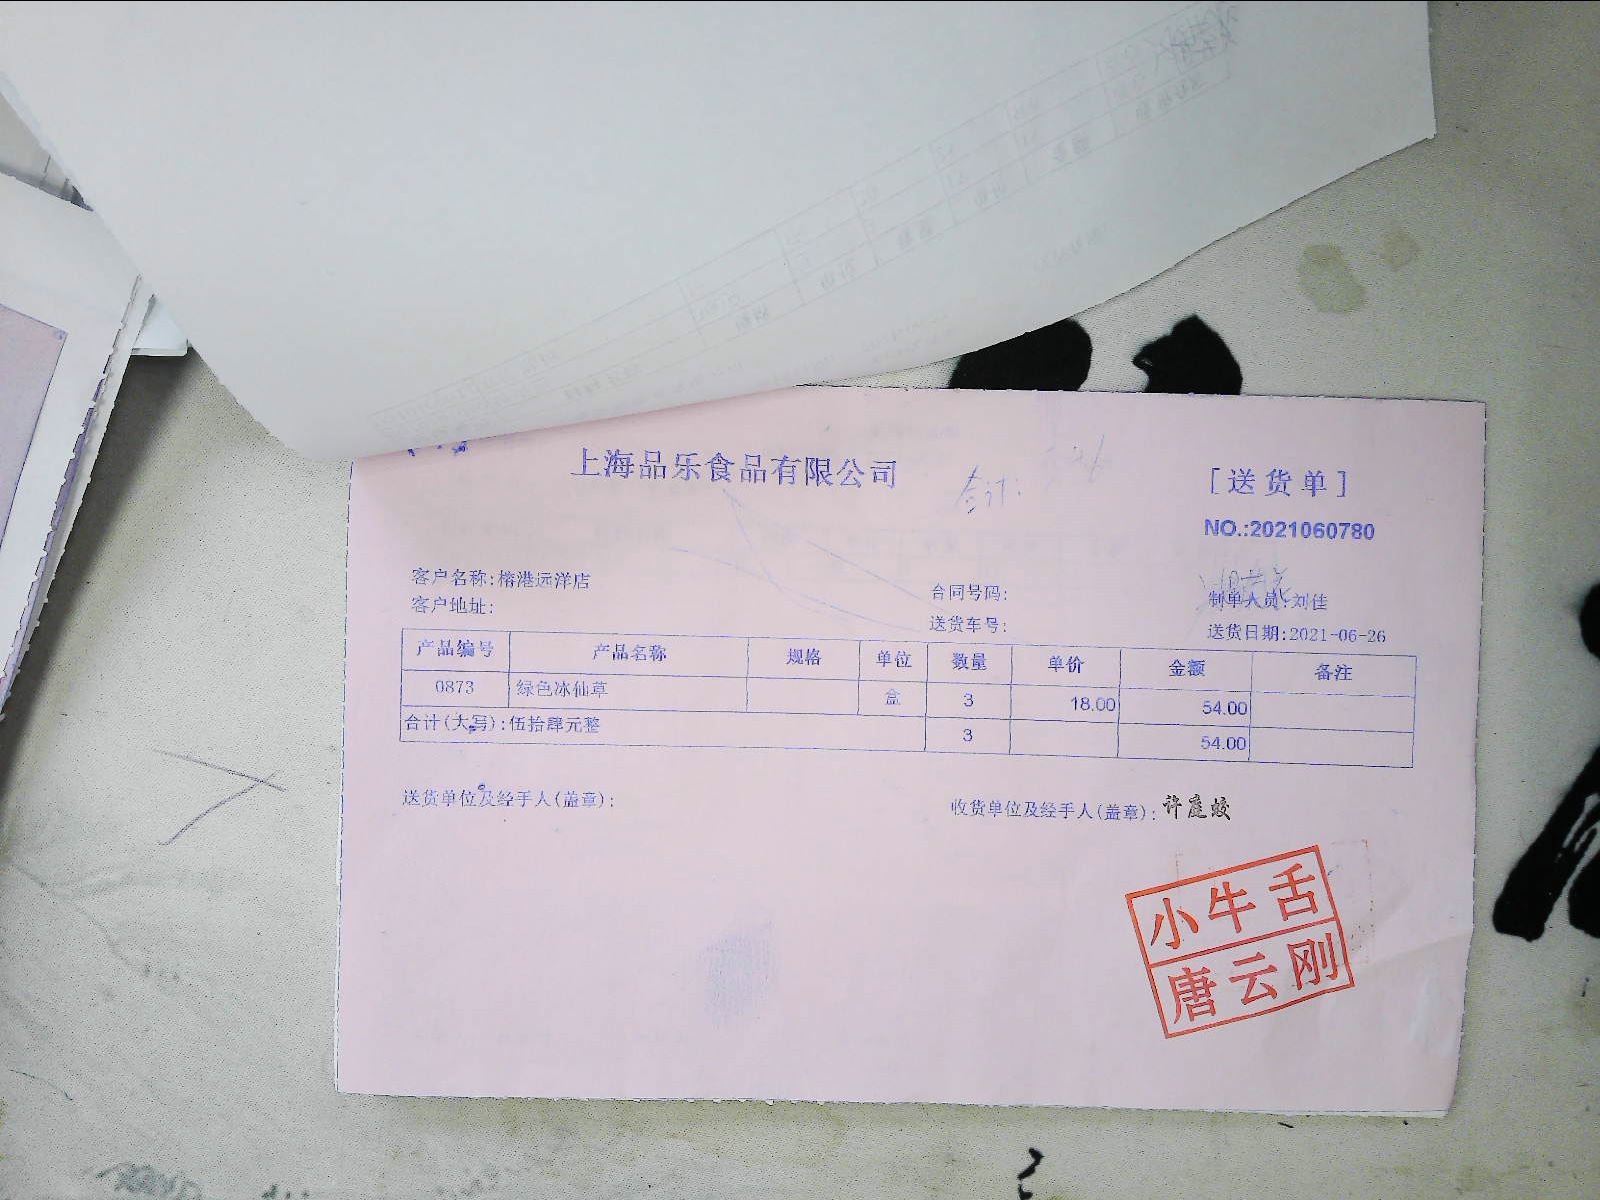 上海品乐食品有限公司
合计:
[送货单]
NO.:2021060780
客户名称:榕港远洋店
合同号码:
制单人员:刘佳
客户地址:
送货车号:
送货日期:2021-06-26
产品编号 产品名称 规格 单位 数量 单价 金额 备注
0873 绿色冰仙草 盒 3 18.00 54.00
合计(大写):伍拾肆元整 3 54.00
送货单位及经手人(盖章):
收货单位及经手人(盖章):许庭蛟
小牛舌
唐云刚